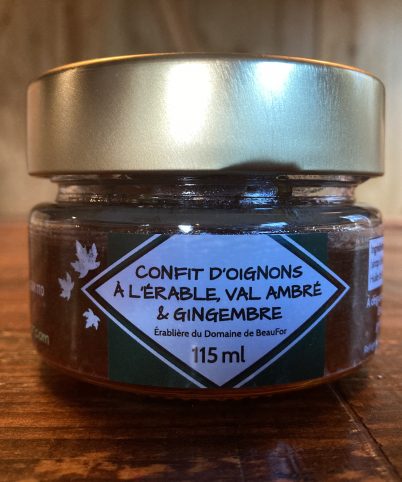 CONFIT D'OIGNONS
À L'ÉRABLE, VAL AMBRÉ
& GINGEMBRE
Érablière du Domaine de BeauFor
115 ml